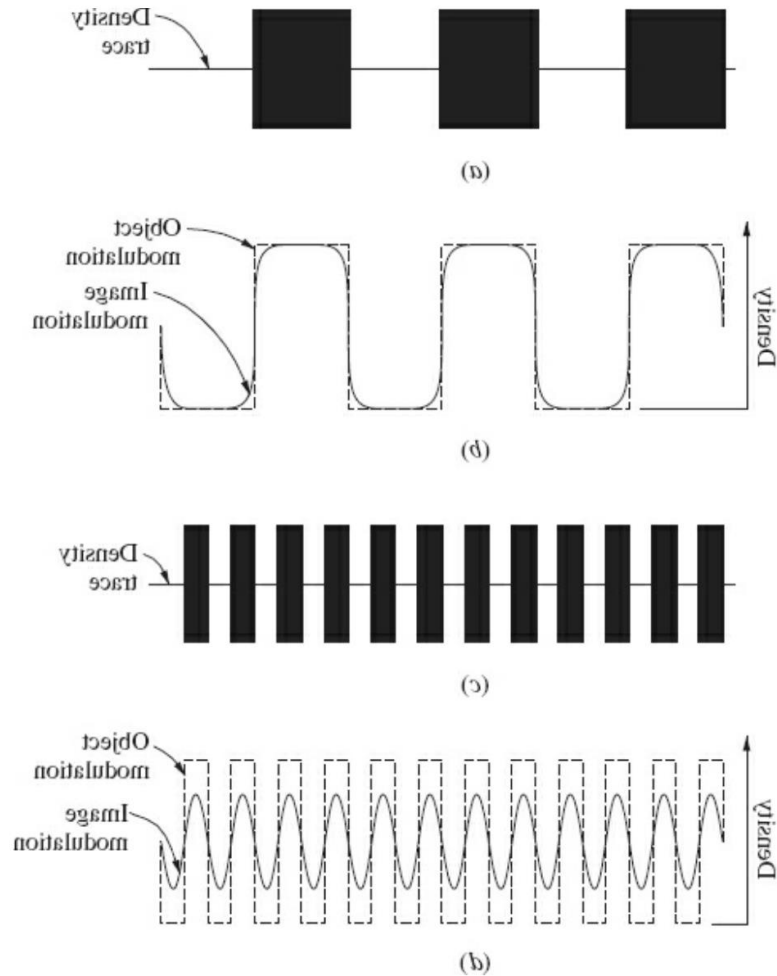 Density
trace
(a)
Object
modulation
Image
modulation
Density
(b)
Density
trace
(c)
Object
modulation
Image
modulation
Density
(d)